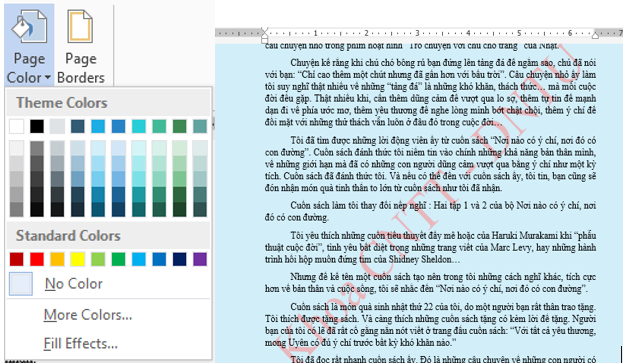 Page Color
Page Borders
Theme Colors
Standard Colors
No Color
More Colors...
Fill Effects...
1 2 3 4 5 6 7
câu chuyện nhỏ trong phim hoạt hình "Trò chuyện với chú chó trắng" của Nhật.
Chuyện kể rằng khi chú chó bông rủ bạn đứng lên tảng đá để ngắm sao, chú đã nói
với bạn: "Chỉ cao thêm một chút nhưng đã gần hơn với bầu trời". Câu chuyện nhỏ ấy làm
tôi suy nghĩ thật nhiều về những "tảng đá" là những khó khăn, thách thức... mà mỗi cuộc
đời đều gặp. Thật nhiều khi, cần thêm dũng cảm để vượt qua lo sợ, thêm tự tin để mạnh
dạn đi về phía ước mơ, thêm yêu thương để nghe lòng mình bớt chật chội, thêm ý chí để
đối mặt với những thử thách vẫn luôn ở đâu đó trong cuộc đời…
Tôi đã tìm được những lời động viên ấy từ cuốn sách "Nơi nào có ý chí, nơi đó có
con đường". Cuốn sách đánh thức tôi niềm tin vào chính những khả năng bản thân mình,
về những giới hạn mà đã có những con người dũng cảm vượt qua bằng ý chí như một kỳ
tích. Cuốn sách đã đánh thức tôi. Và nếu có thể đến với cuốn sách ấy, tôi tin, bạn cũng sẽ
đón nhận món quà tinh thần to lớn từ cuốn sách như tôi đã nhận.
Cuốn sách làm tôi thay đổi nếp nghĩ : Hai tập 1 và 2 của bộ Nơi nào có ý chí, nơi
đó có con đường.
Tôi yêu thích những cuốn tiểu thuyết đầy mê hoặc của Haruki Murakami khi "phẫu
thuật cuộc đời", tình yêu bất diệt trong những trang viết của Marc Levy, hay những hành
trình hồi hộp muốn đứng tim của Shidney Sheldon…
Nhưng để kể tên một cuốn sách tạo nên trong tôi những cách nghĩ khác, tích cực
hơn về bản thân và cuộc sống, tôi sẽ nhắc đến "Nơi nào có ý chí, nơi đó có con đường".
Cuốn sách là món quà sinh nhật thứ 22 của tôi, do một người bạn rất thân trao tặng.
Tôi thích được tặng sách. Và càng thích những cuốn sách tặng có kèm lời đề tặng. Người
bạn của tôi có lẽ đã rất cố gắng nắn nót viết ở trang đầu cuốn sách: "Với tất cả yêu thương,
mong Uyên có đủ ý chí trước bất kỳ khó khăn nào."
Tôi đã đọc rất nhanh cuốn sách ấy. Đó là những câu chuyện về những người có
Khoa CNTT - ĐNTU